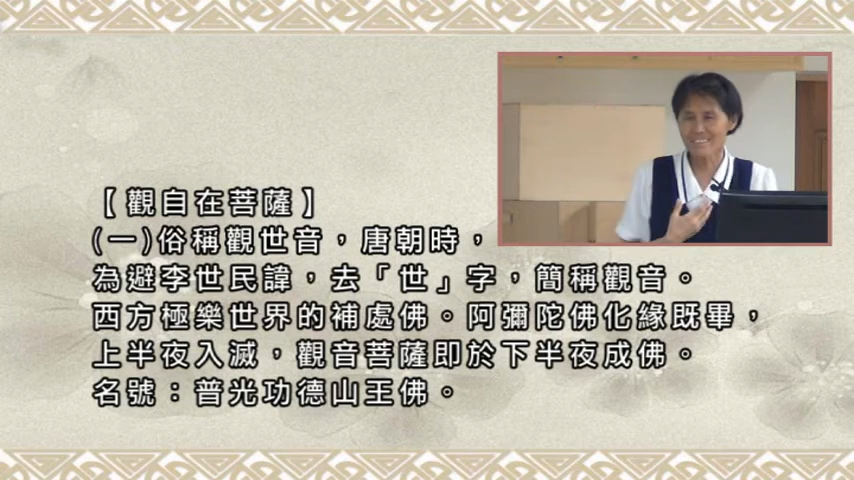 【觀自在菩薩】
(一)俗稱觀世音，唐朝時，
為避李世民諱，去「世」字，簡稱觀音。
西方極樂世界的補處佛。阿彌陀佛化緣既畢，
上半夜入滅，觀音菩薩即於下半夜成佛。
名號：普光功德山王佛。